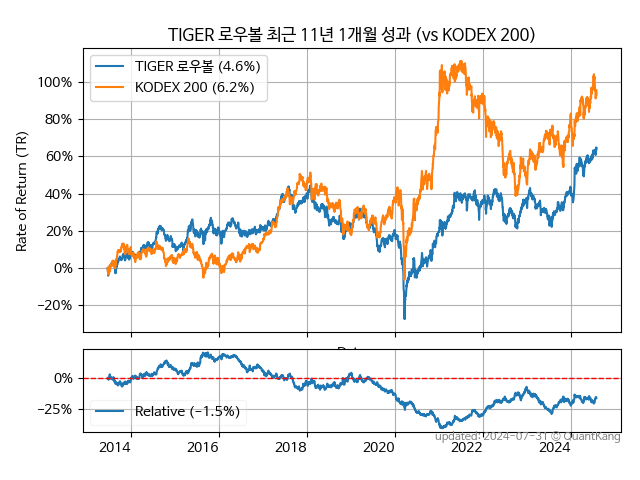 TIGER 로우볼 최근 11년 1개월 성과 (vs KODEX 200)
TIGER 로우볼 (4.6%)
KODEX 200 (6.2%)
Rate of Return (TR)
100%
80%
60%
40%
20%
0%
−20%
0%
−25%
Relative (−1.5%)
2014 2016 2018 2020 2022 2024
updated: 2024-07-31 © QuantKang